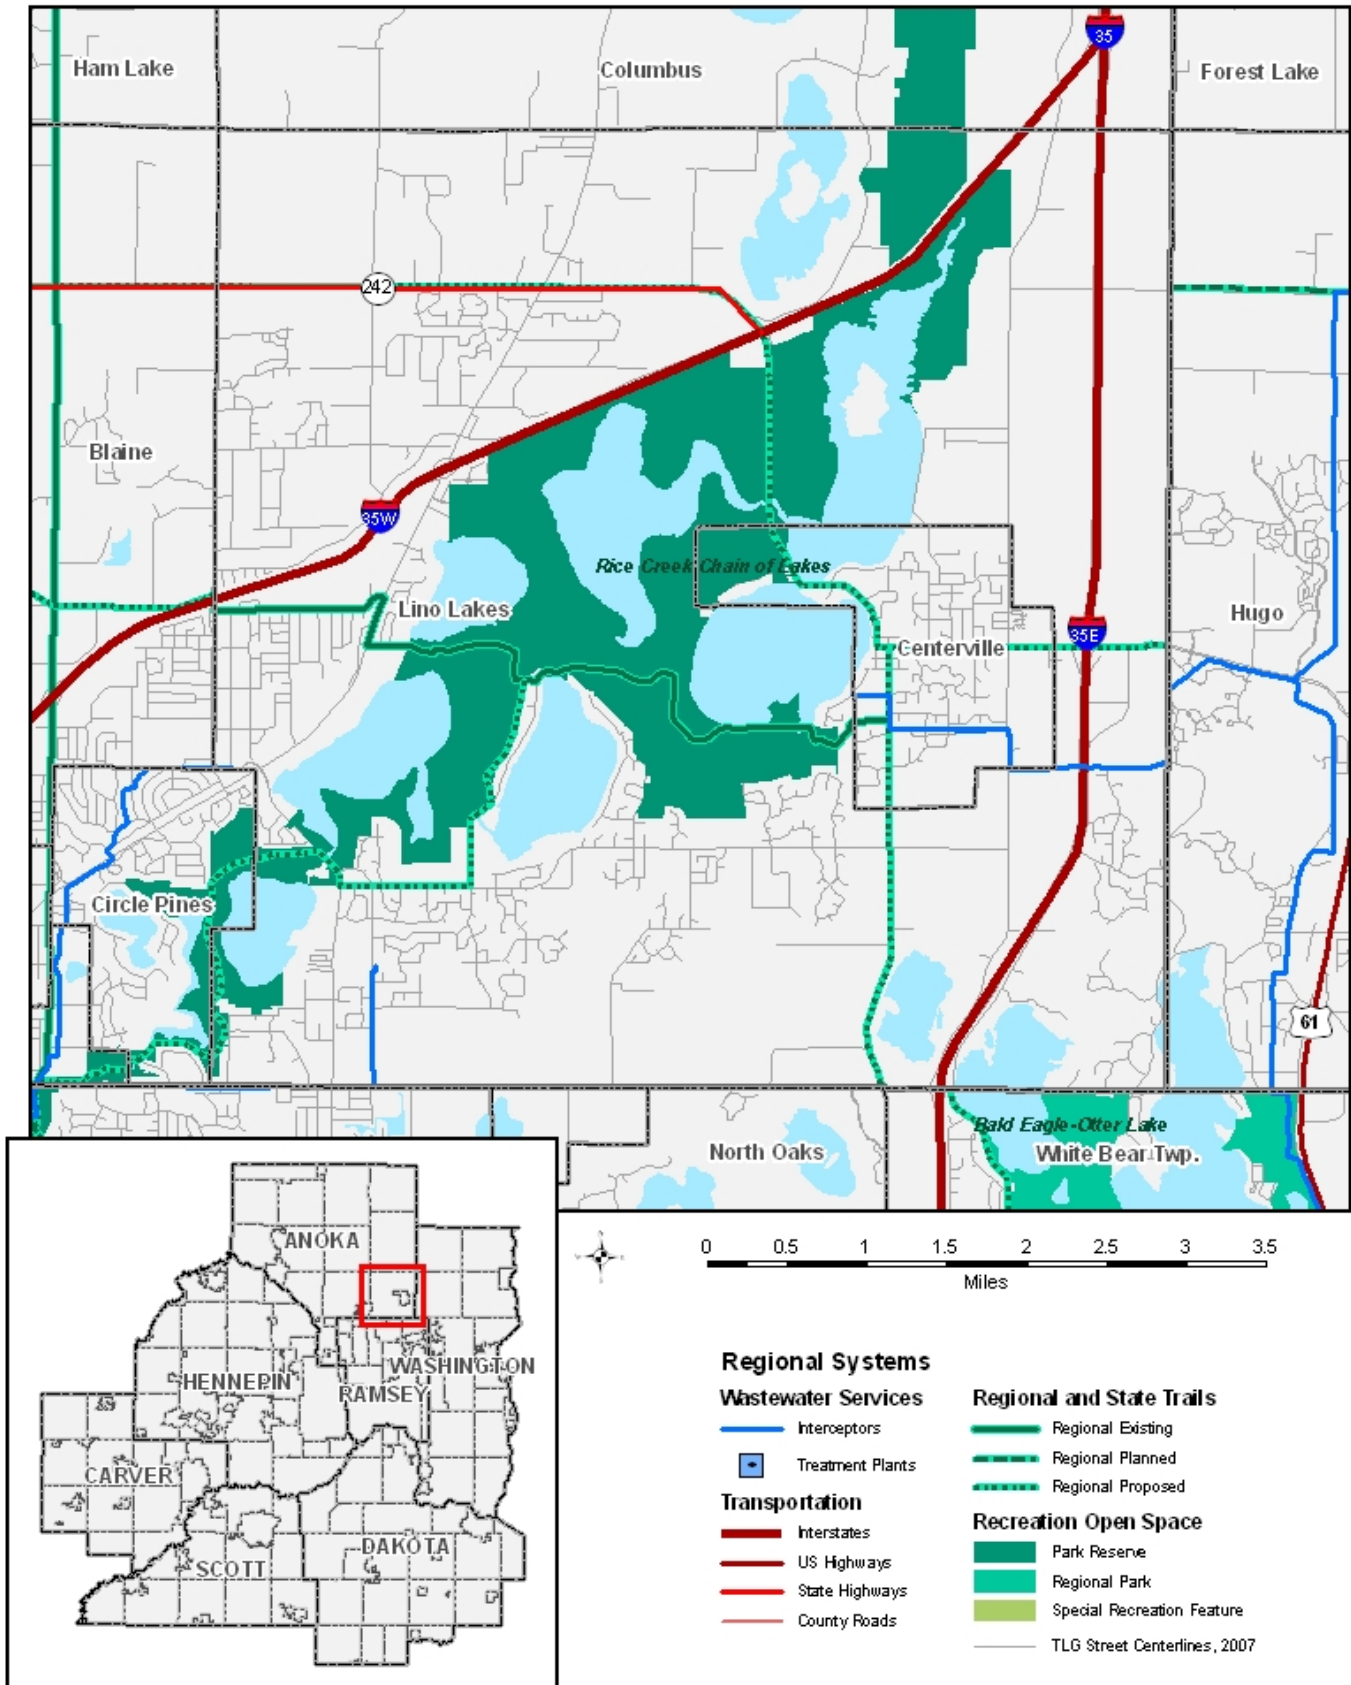 35
Ham Lake
Columbus
Forest Lake
242
Blaine
35W
Rice Creek Chain of Lakes
Lino Lakes
Hugo
35E
Centerville
Circle Pines
61
Bald Eagle-Otter Lake
North Oaks
White Bear Twp.
ANOKA
HENNEPIN
WASHINGTON
RAMSEY
CARVER
SCOTT
DAKOTA
0 0.5 1 1.5 2 2.5 3 3.5
Miles
Regional Systems
Wastewater Services
Interceptors
Treatment Plants
Transportation
Interstates
US Highways
State Highways
County Roads
Regional and State Trails
Regional Existing
Regional Planned
Regional Proposed
Recreation Open Space
Park Reserve
Regional Park
Special Recreation Feature
TLG Street Centerlines, 2007